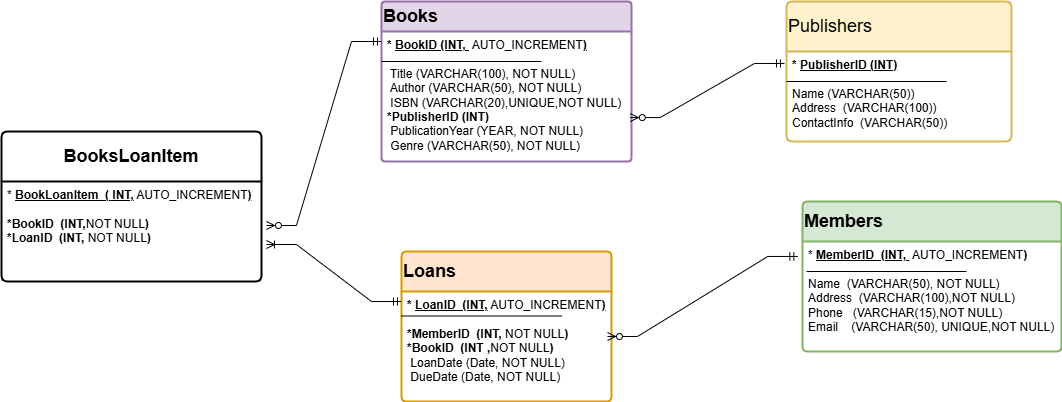 Books
* BookID (INT, AUTO_INCREMENT)
Title (VARCHAR(100), NOT NULL)
Author (VARCHAR(50), NOT NULL)
ISBN (VARCHAR(20),UNIQUE,NOT NULL)
*PublisherID (INT)
PublicationYear (YEAR, NOT NULL)
Genre (VARCHAR(50), NOT NULL)
Publishers
* PublisherID (INT)
Name (VARCHAR(50))
Address (VARCHAR(100))
ContactInfo (VARCHAR(50))
BooksLoanItem
* BookLoanItem ( INT, AUTO_INCREMENT)
*BookID (INT,NOT NULL)
*LoanID (INT, NOT NULL)
Loans
* LoanID (INT, AUTO_INCREMENT)
*MemberID (INT, NOT NULL)
*BookID (INT ,NOT NULL)
LoanDate (Date, NOT NULL)
DueDate (Date, NOT NULL)
Members
* MemberID (INT, AUTO_INCREMENT)
Name (VARCHAR(50), NOT NULL)
Address (VARCHAR(100),NOT NULL)
Phone (VARCHAR(15),NOT NULL)
Email (VARCHAR(50), UNIQUE,NOT NULL)